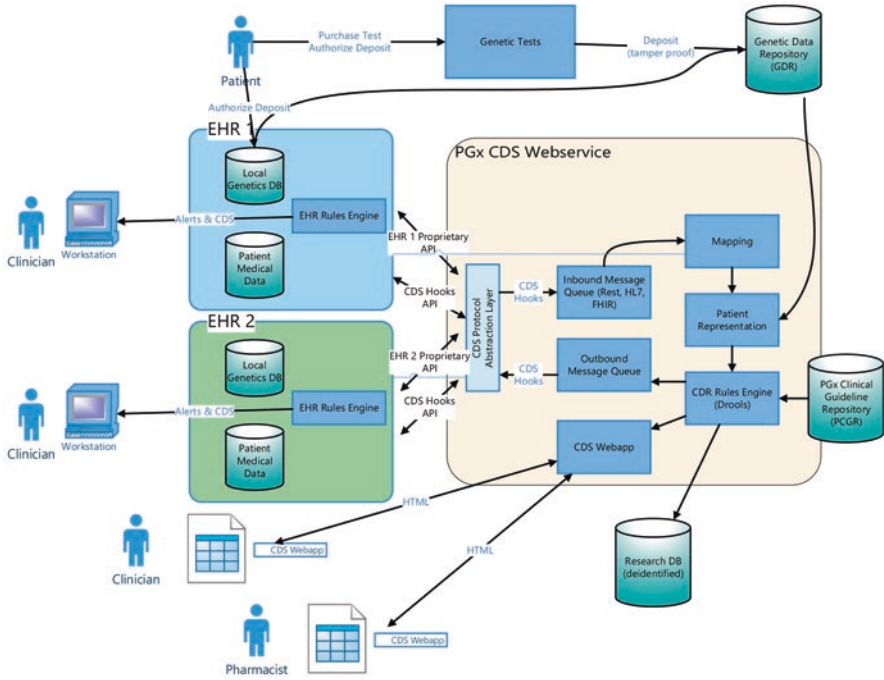 Purchase Test
Authorize Deposit
Genetic Tests
Deposit
(tamper proof)
Genetic Data
Repository
(GDR)
Patient
Authorize Deposit
EHR 1
PGx CDS Webservice
Local
Genetics DB
Clinician
Workstation
Alerts & CDS
EHR Rules Engine
Patient
Medical
Data
EHR 1 Proprietary
API
CDS Hooks
API
CDS Protocol
Abstraction Layer
CDS
Hooks
Inbound Message
Queue (Rest, HL7,
FHIR)
Mapping
Patient
Representation
EHR 2
Local
Genetics DB
EHR 2 Proprietary
API
CDS Hooks
API
CDS
Hooks
Outbound
Message Queue
CDR Rules Engine
(Drools)
PGx Clinical
Guideline
Repository
(PCGR)
Clinician
Workstation
Alerts & CDS
EHR Rules Engine
Patient
Medical
Data
CDS Webapp
HTML
Clinician
CDS Webapp
HTML
Research DB
(deidentified)
Pharmacist
CDS Webapp